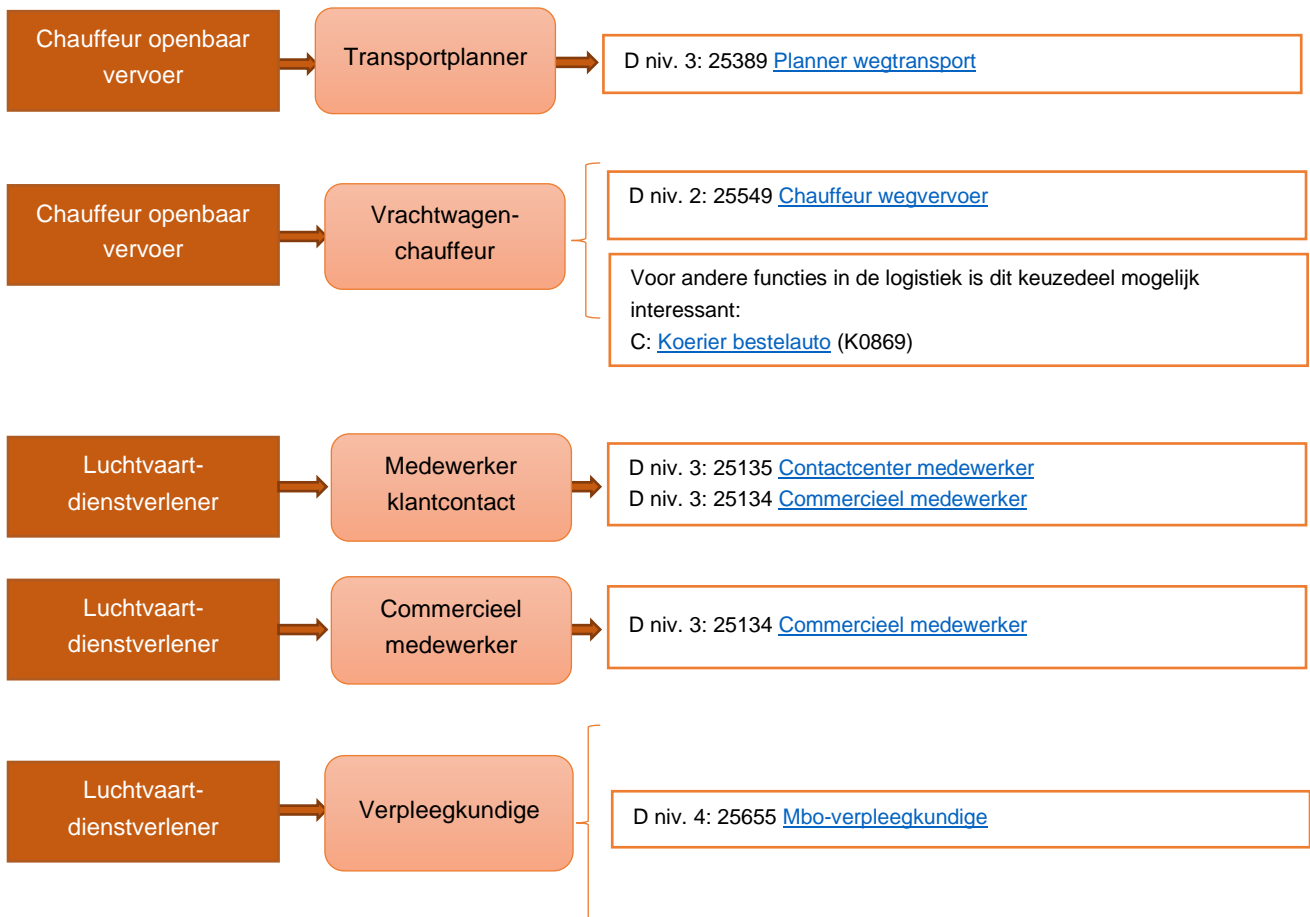 Chauffeur openbaar
vervoer
Transportplanner
D niv. 3: 25389 Planner wegtransport
Chauffeur openbaar
vervoer
Vrachtwagen-
chauffeur
D niv. 2: 25549 Chauffeur wegvervoer
Voor andere functies in de logistiek is dit keuzedeel mogelijk
interessant:
C: Koerier bestelauto (K0869)
Luchtvaart-
dienstverlener
Medewerker
klantcontact
D niv. 3: 25135 Contactcenter medewerker
D niv. 3: 25134 Commercieel medewerker
Luchtvaart-
dienstverlener
Commercieel
medewerker
D niv. 3: 25134 Commercieel medewerker
Luchtvaart-
dienstverlener
Verpleegkundige
D niv. 4: 25655 Mbo-verpleegkundige